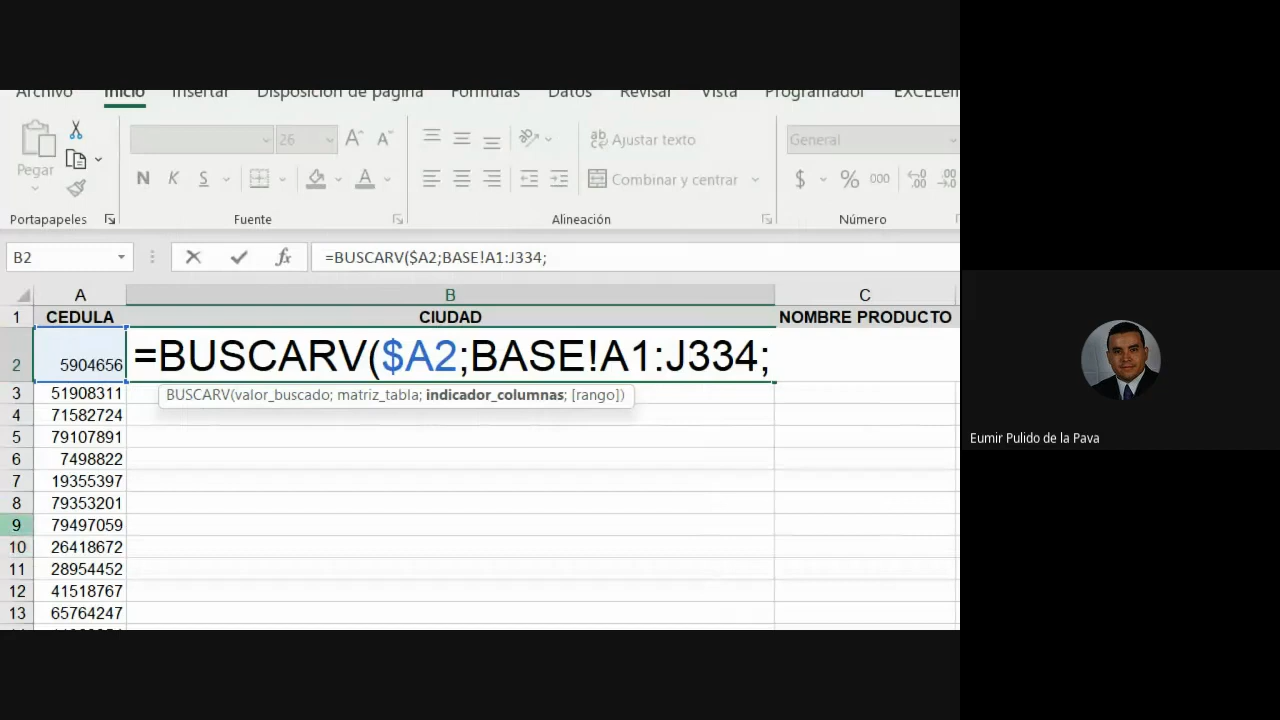 Archivo Inicio Insertar Disposición de página Fórmulas Datos Revisar Vista Programador
Pegar
26
Ajustar texto
General
N K S A
Combinar y centrar
$ % 000
Portapapeles Fuente Alineación Número
B2 fx =BUSCARV($A2;BASE!A1:J334;
A B C
1 CEDULA CIUDAD NOMBRE PRODUCTO
2 5904656 =BUSCARV($A2;BASE!A1:J334;
3 51908311 BUSCARV(valor_buscado; matriz_tabla; indicador_columnas; [rango])
4 71582724
5 79107891
6 7498822
7 19355397
8 79353201
9 79497059
10 26418672
11 28954452
12 41518767
13 65764247
Eumir Pulido de la Pava